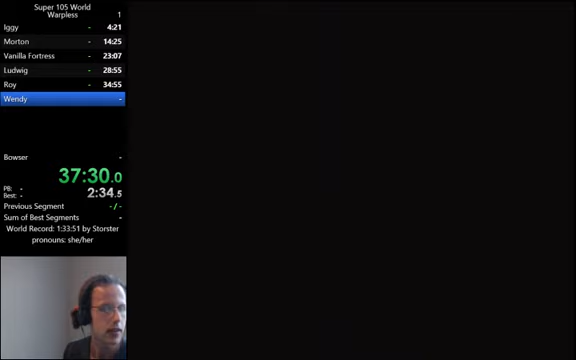 Super 105 World
Warpless 1
Iggy - 4:21
Morton - 14:25
Vanilla Fortress - 23:07
Ludwig - 28:55
Roy - 34:55
Wendy -
Bowser -
37:30.0
PB: -
Best: - 2:34.5
Previous Segment - / -
Sum of Best Segments -
World Record: 1:33:51 by Storster
pronouns: she/her